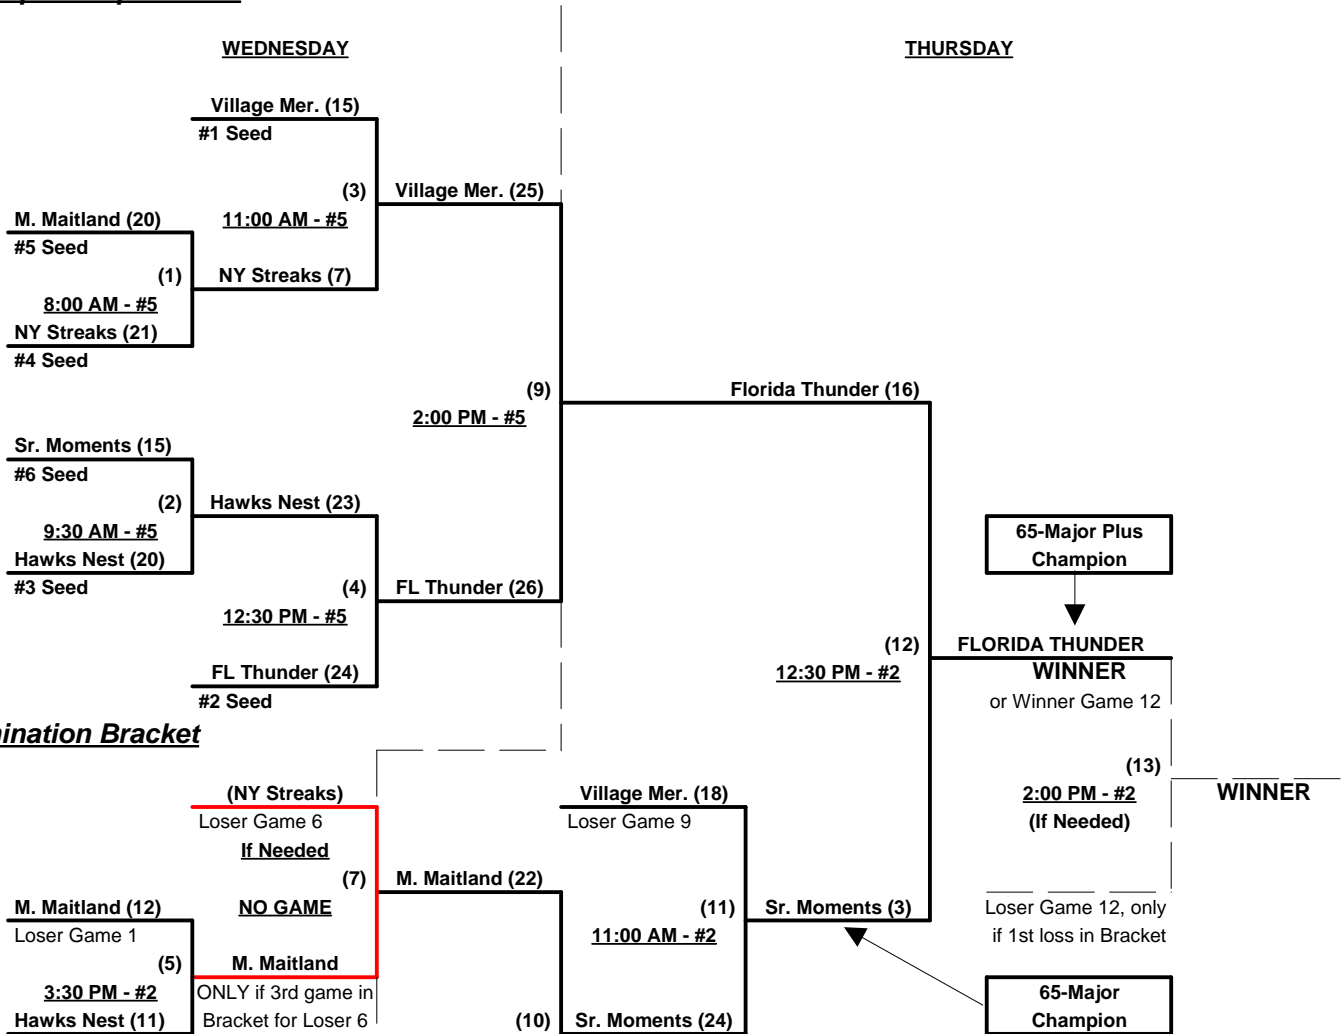 WEDNESDAY
THURSDAY
Village Mer. (15)
#1 Seed
(3)
Village Mer. (25)
M. Maitland (20)
11:00 AM - #5
#5 Seed
(1)
NY Streaks (7)
8:00 AM - #5
NY Streaks (21)
#4 Seed
(9)
Florida Thunder (16)
2:00 PM - #5
Sr. Moments (15)
#6 Seed
(2)
Hawks Nest (23)
9:30 AM - #5
Hawks Nest (20)
#3 Seed
(4)
FL Thunder (26)
12:30 PM - #5
65-Major Plus
Champion
FL Thunder (24)
#2 Seed
(12)
FLORIDA THUNDER
12:30 PM - #2
WINNER
or Winner Game 12
ination Bracket
(13)
2:00 PM - #2
WINNER
(If Needed)
(NY Streaks)
Loser Game 6
If Needed
Village Mer. (18)
Loser Game 9
(7)
M. Maitland (22)
NO GAME
M. Maitland (12)
Loser Game 1
(11)
Sr. Moments (3)
11:00 AM - #2
Loser Game 12, only
if 1st loss in Bracket
(5)
M. Maitland
3:30 PM - #2
ONLY if 3rd game in
Bracket for Loser 6
Hawks Nest (11)
(10)
Sr. Moments (24)
65-Major
Champion